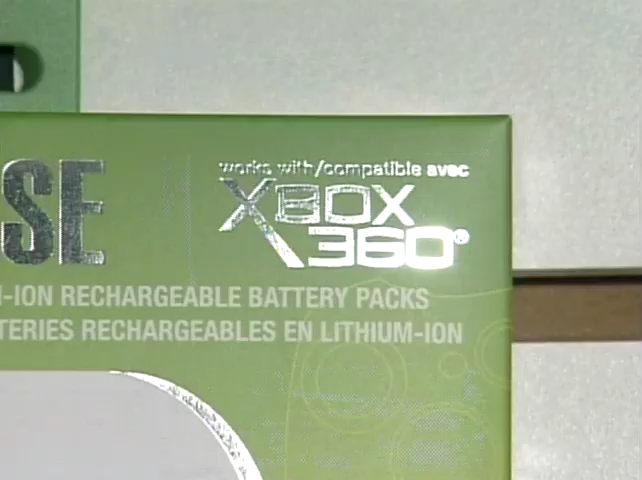 works with/compatible avec
XBOX
360®
SE
-ION RECHARGEABLE BATTERY PACKS
TERIES RECHARGEABLES EN LITHIUM-ION